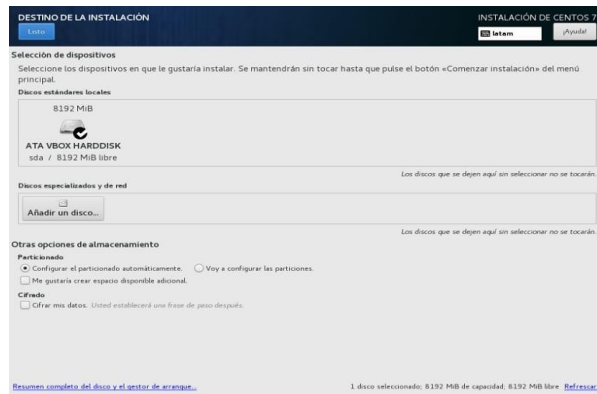 DESTINO DE LA INSTALACIÓN
INSTALACIÓN DE CENTOS 7
Listo
latam
¡Ayuda!
Selección de dispositivos
Seleccione los dispositivos en que le gustaría instalar. Se mantendrán sin tocar hasta que pulse el botón «Comenzar instalación» del menú
principal.
Discos estándares locales
8192 MiB
ATA VBOX HARDDISK
sda / 8192 MiB libre
Los discos que se dejen aquí sin seleccionar no se tocarán.
Discos especializados y de red
Añadir un disco...
Los discos que se dejen aquí sin seleccionar no se tocarán.
Otras opciones de almacenamiento
Particionado
Configurar el particionado automáticamente. Voy a configurar las particiones.
Me gustaría crear espacio disponible adicional.
Cifrado
Cifrar mis datos. Usted establecerá una frase de paso después.
Resumen completo del disco y el gestor de arranque...
1 disco seleccionado; 8192 MiB de capacidad; 8192 MiB libre Refrescar